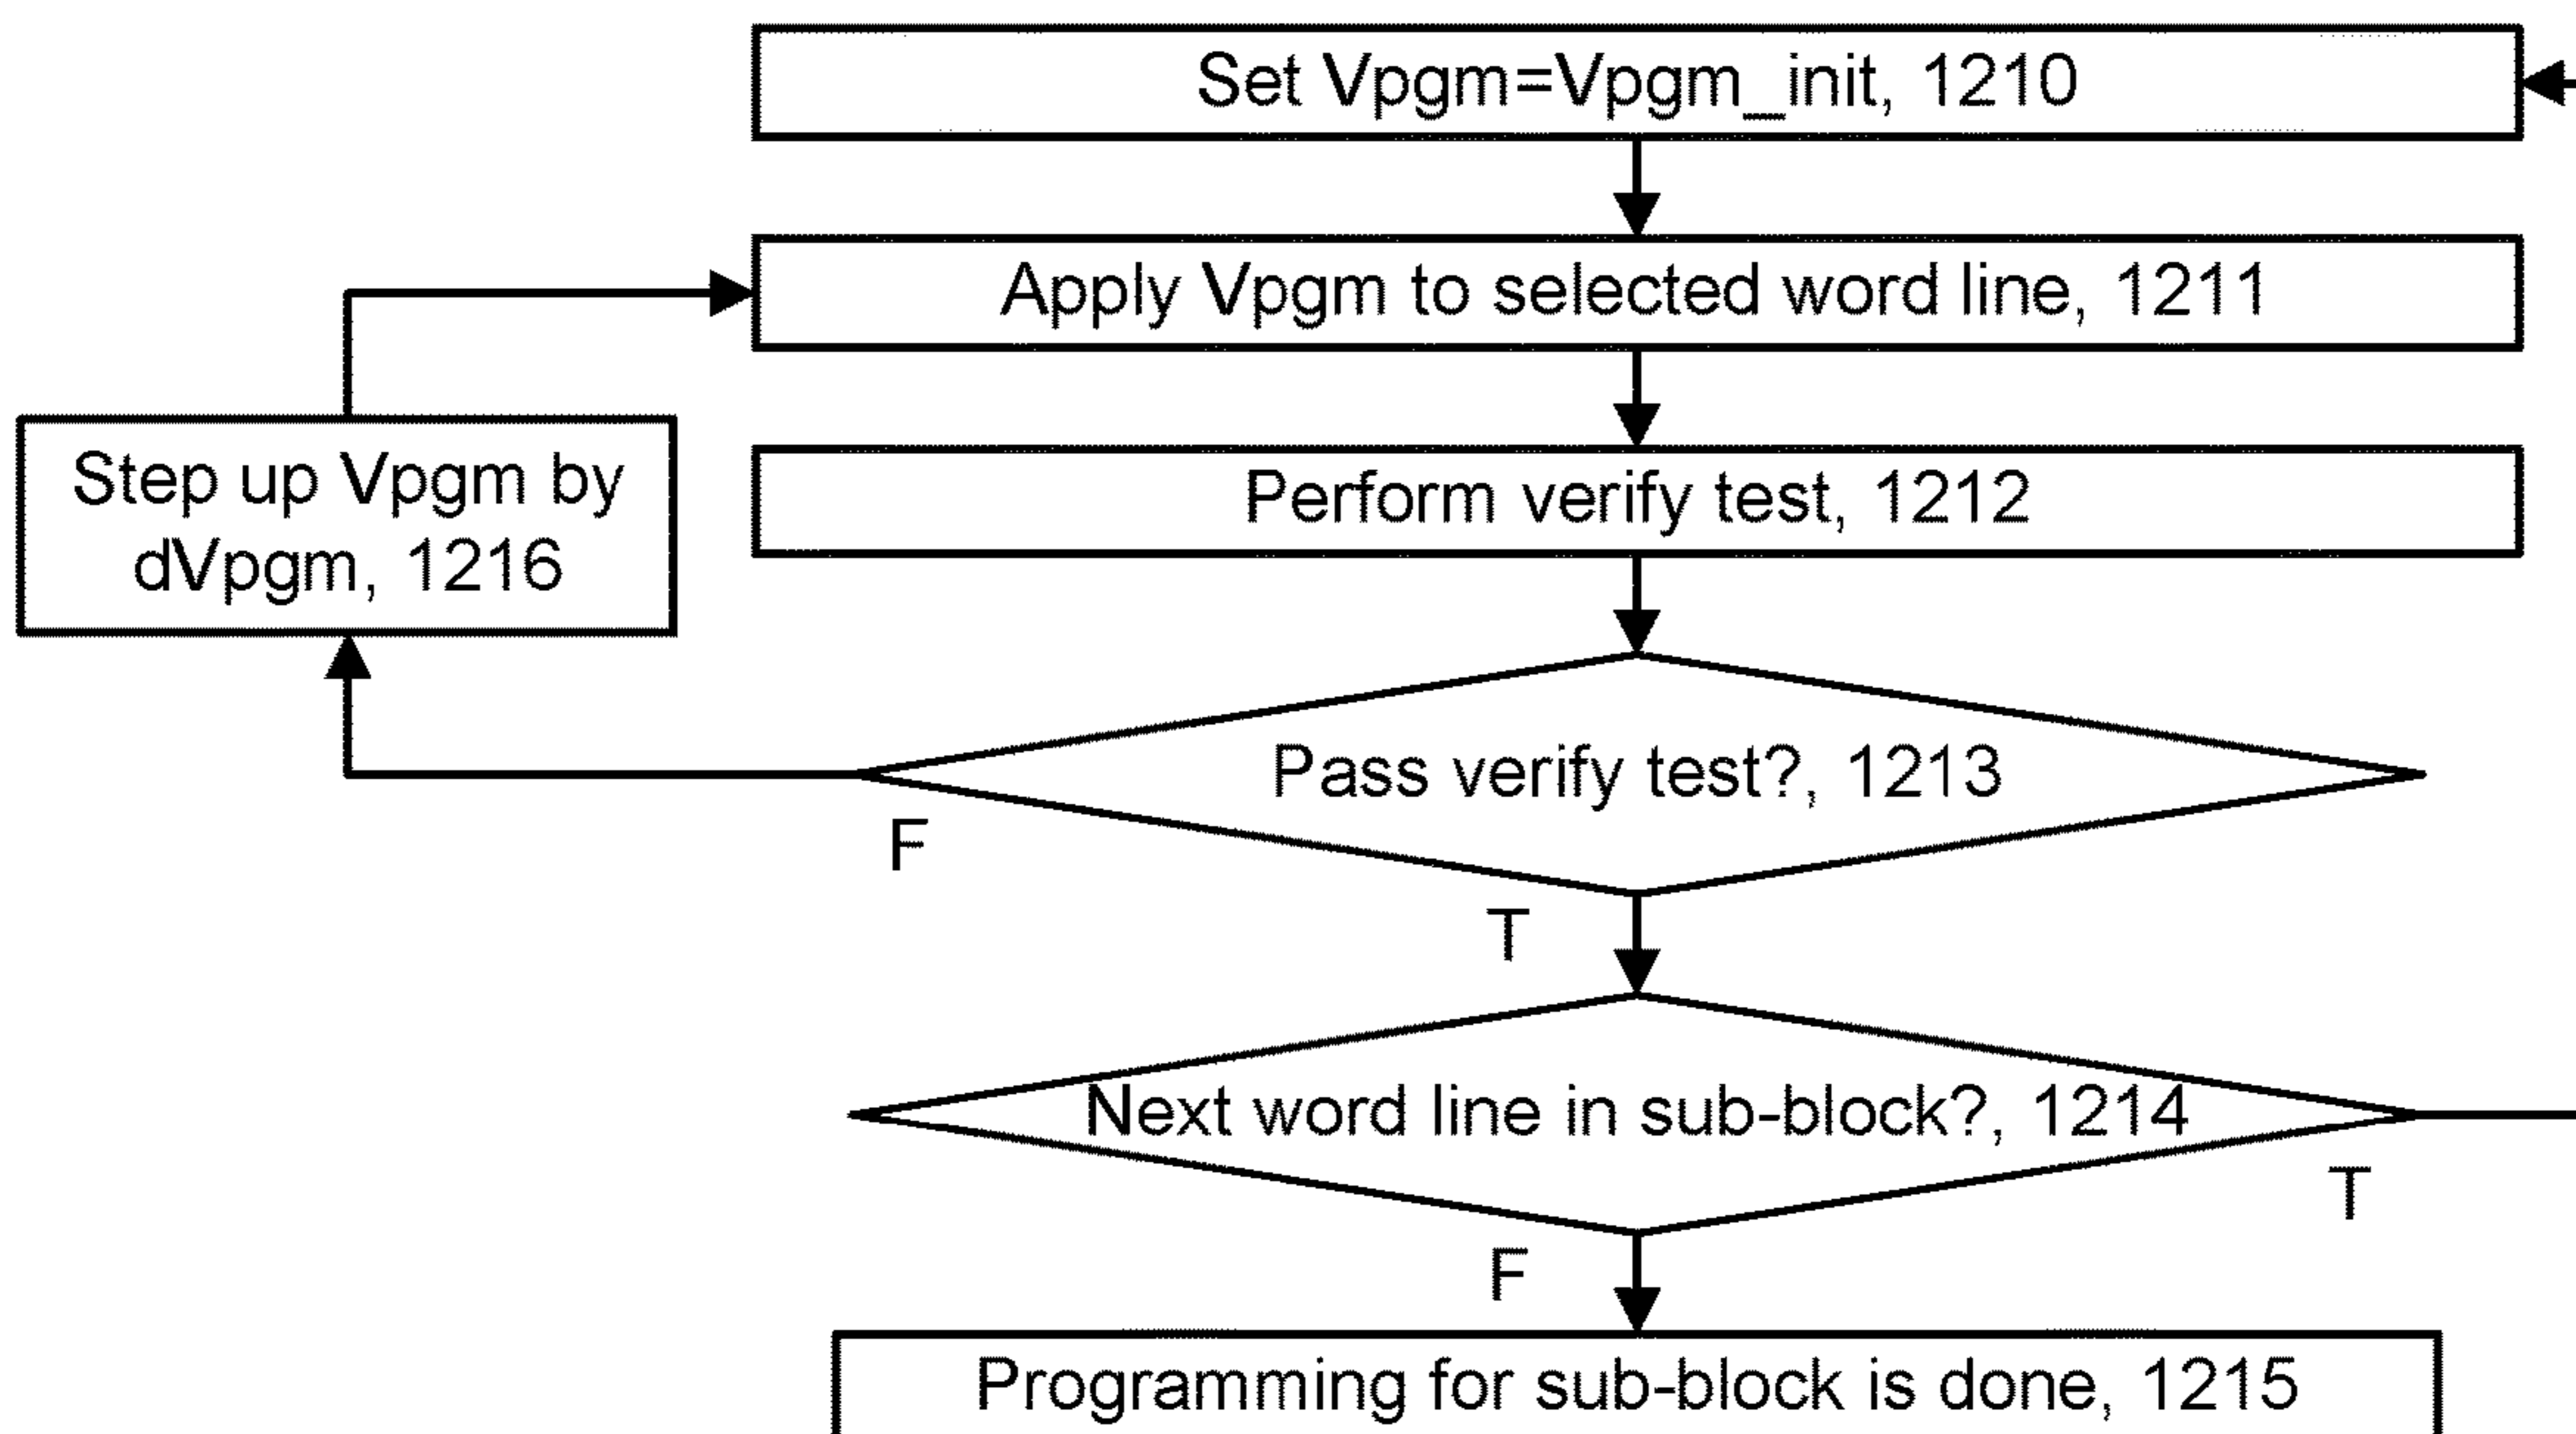 Set Vpgm=Vpgm_init, 1210
Apply Vpgm to selected word line, 1211
Step up Vpgm by
dVpgm, 1216
Perform verify test, 1212
Pass verify test?, 1213
F
T
Next word line in sub-block?, 1214
T
F
Programming for sub-block is done, 1215